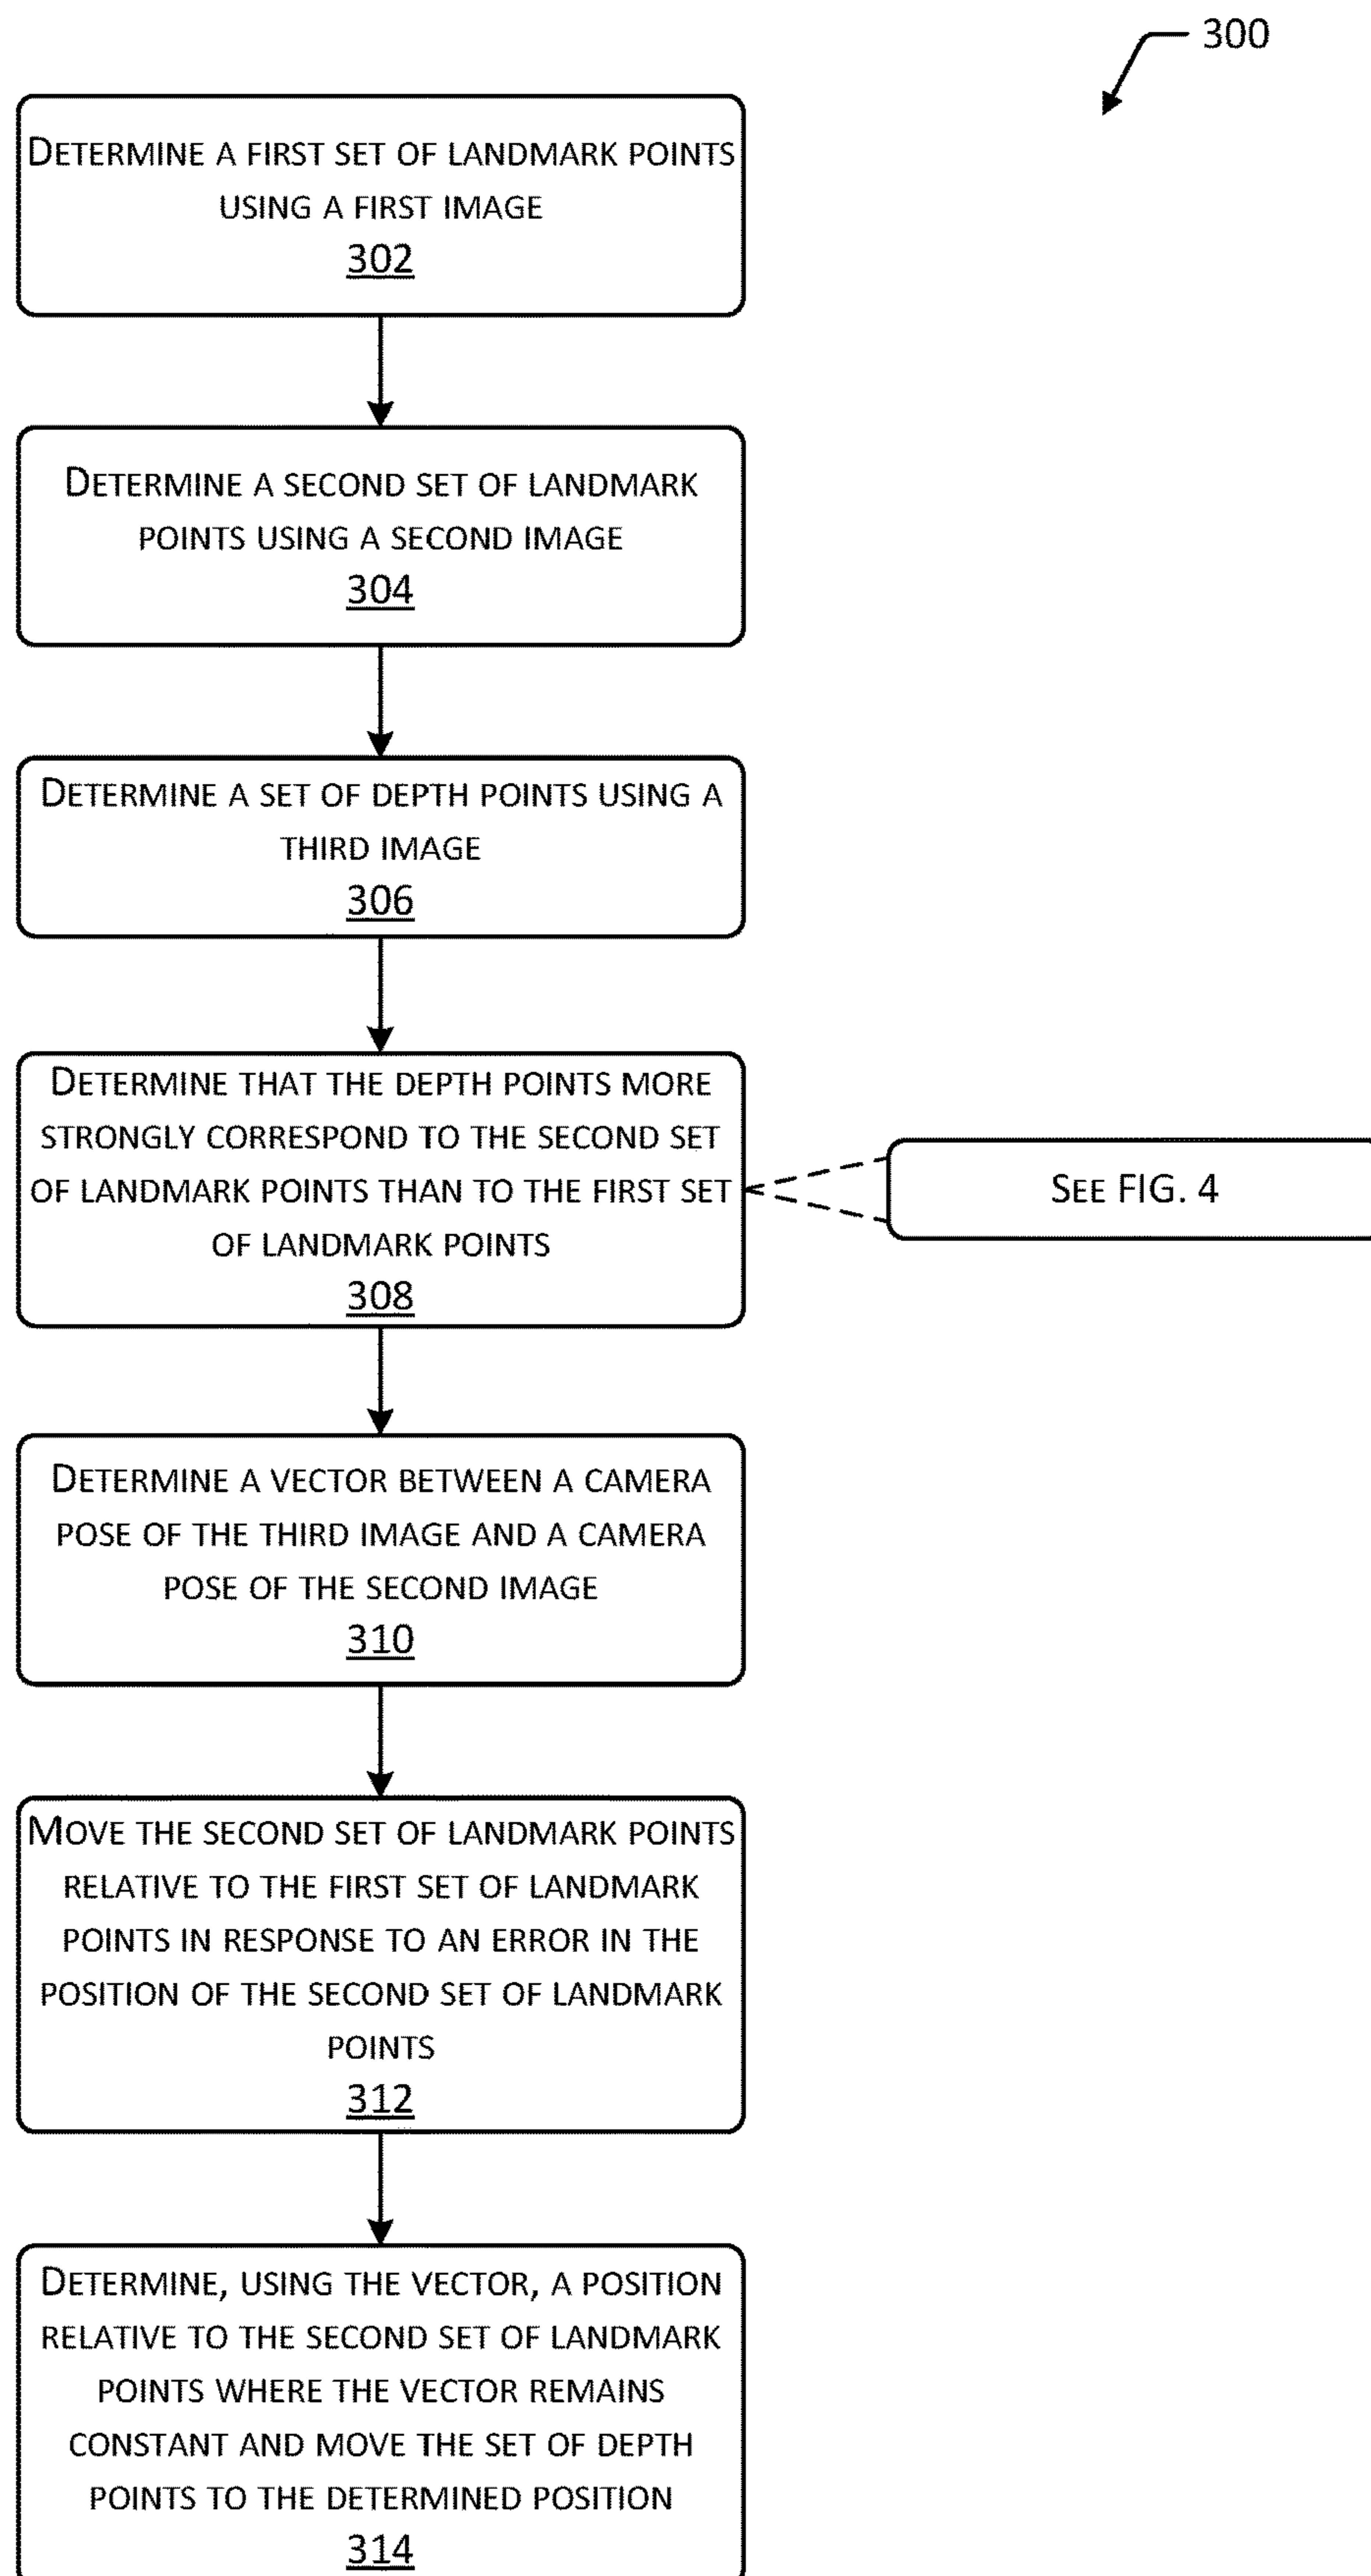 300
DETERMINE A FIRST SET OF LANDMARK POINTS
USING A FIRST IMAGE
302
DETERMINE A SECOND SET OF LANDMARK
POINTS USING A SECOND IMAGE
304
DETERMINE A SET OF DEPTH POINTS USING A
THIRD IMAGE
306
DETERMINE THAT THE DEPTH POINTS MORE
STRONGLY CORRESPOND TO THE SECOND SET
OF LANDMARK POINTS THAN TO THE FIRST SET
OF LANDMARK POINTS
308
SEE FIG. 4
DETERMINE A VECTOR BETWEEN A CAMERA
POSE OF THE THIRD IMAGE AND A CAMERA
POSE OF THE SECOND IMAGE
310
MOVE THE SECOND SET OF LANDMARK POINTS
RELATIVE TO THE FIRST SET OF LANDMARK
POINTS IN RESPONSE TO AN ERROR IN THE
POSITION OF THE SECOND SET OF LANDMARK
POINTS
312
DETERMINE, USING THE VECTOR, A POSITION
RELATIVE TO THE SECOND SET OF LANDMARK
POINTS WHERE THE VECTOR REMAINS
CONSTANT AND MOVE THE SET OF DEPTH
POINTS TO THE DETERMINED POSITION
314